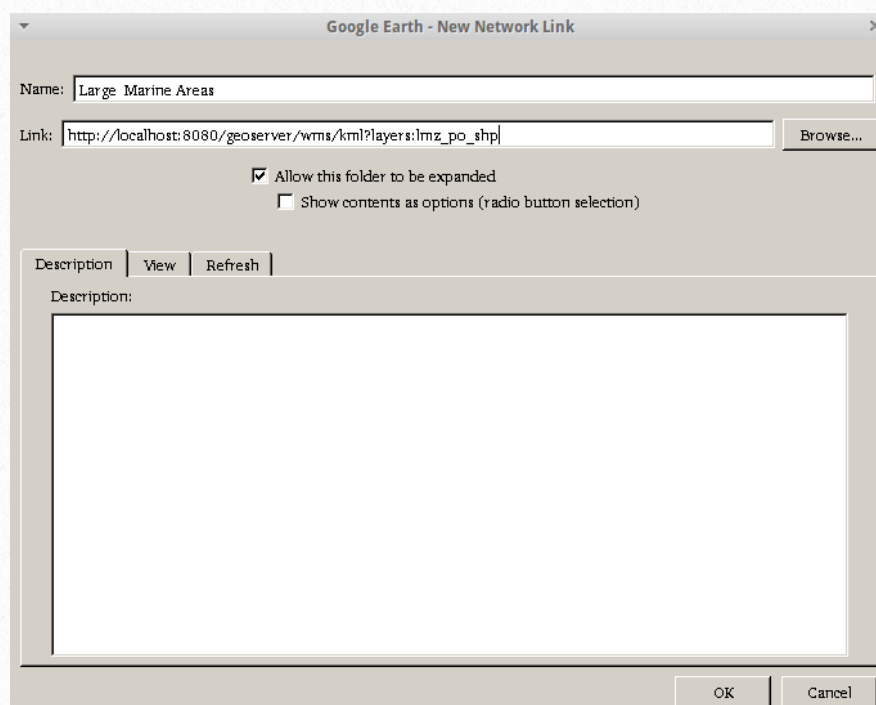 Google Earth - New Network Link
Name: Large Marine Areas
Link: http://localhost:8080/geoserver/wms/kml?layers:lmz_po_shp Browse...
Allow this folder to be expanded
Show contents as options (radio button selection)
Description View Refresh
Description:
OK Cancel